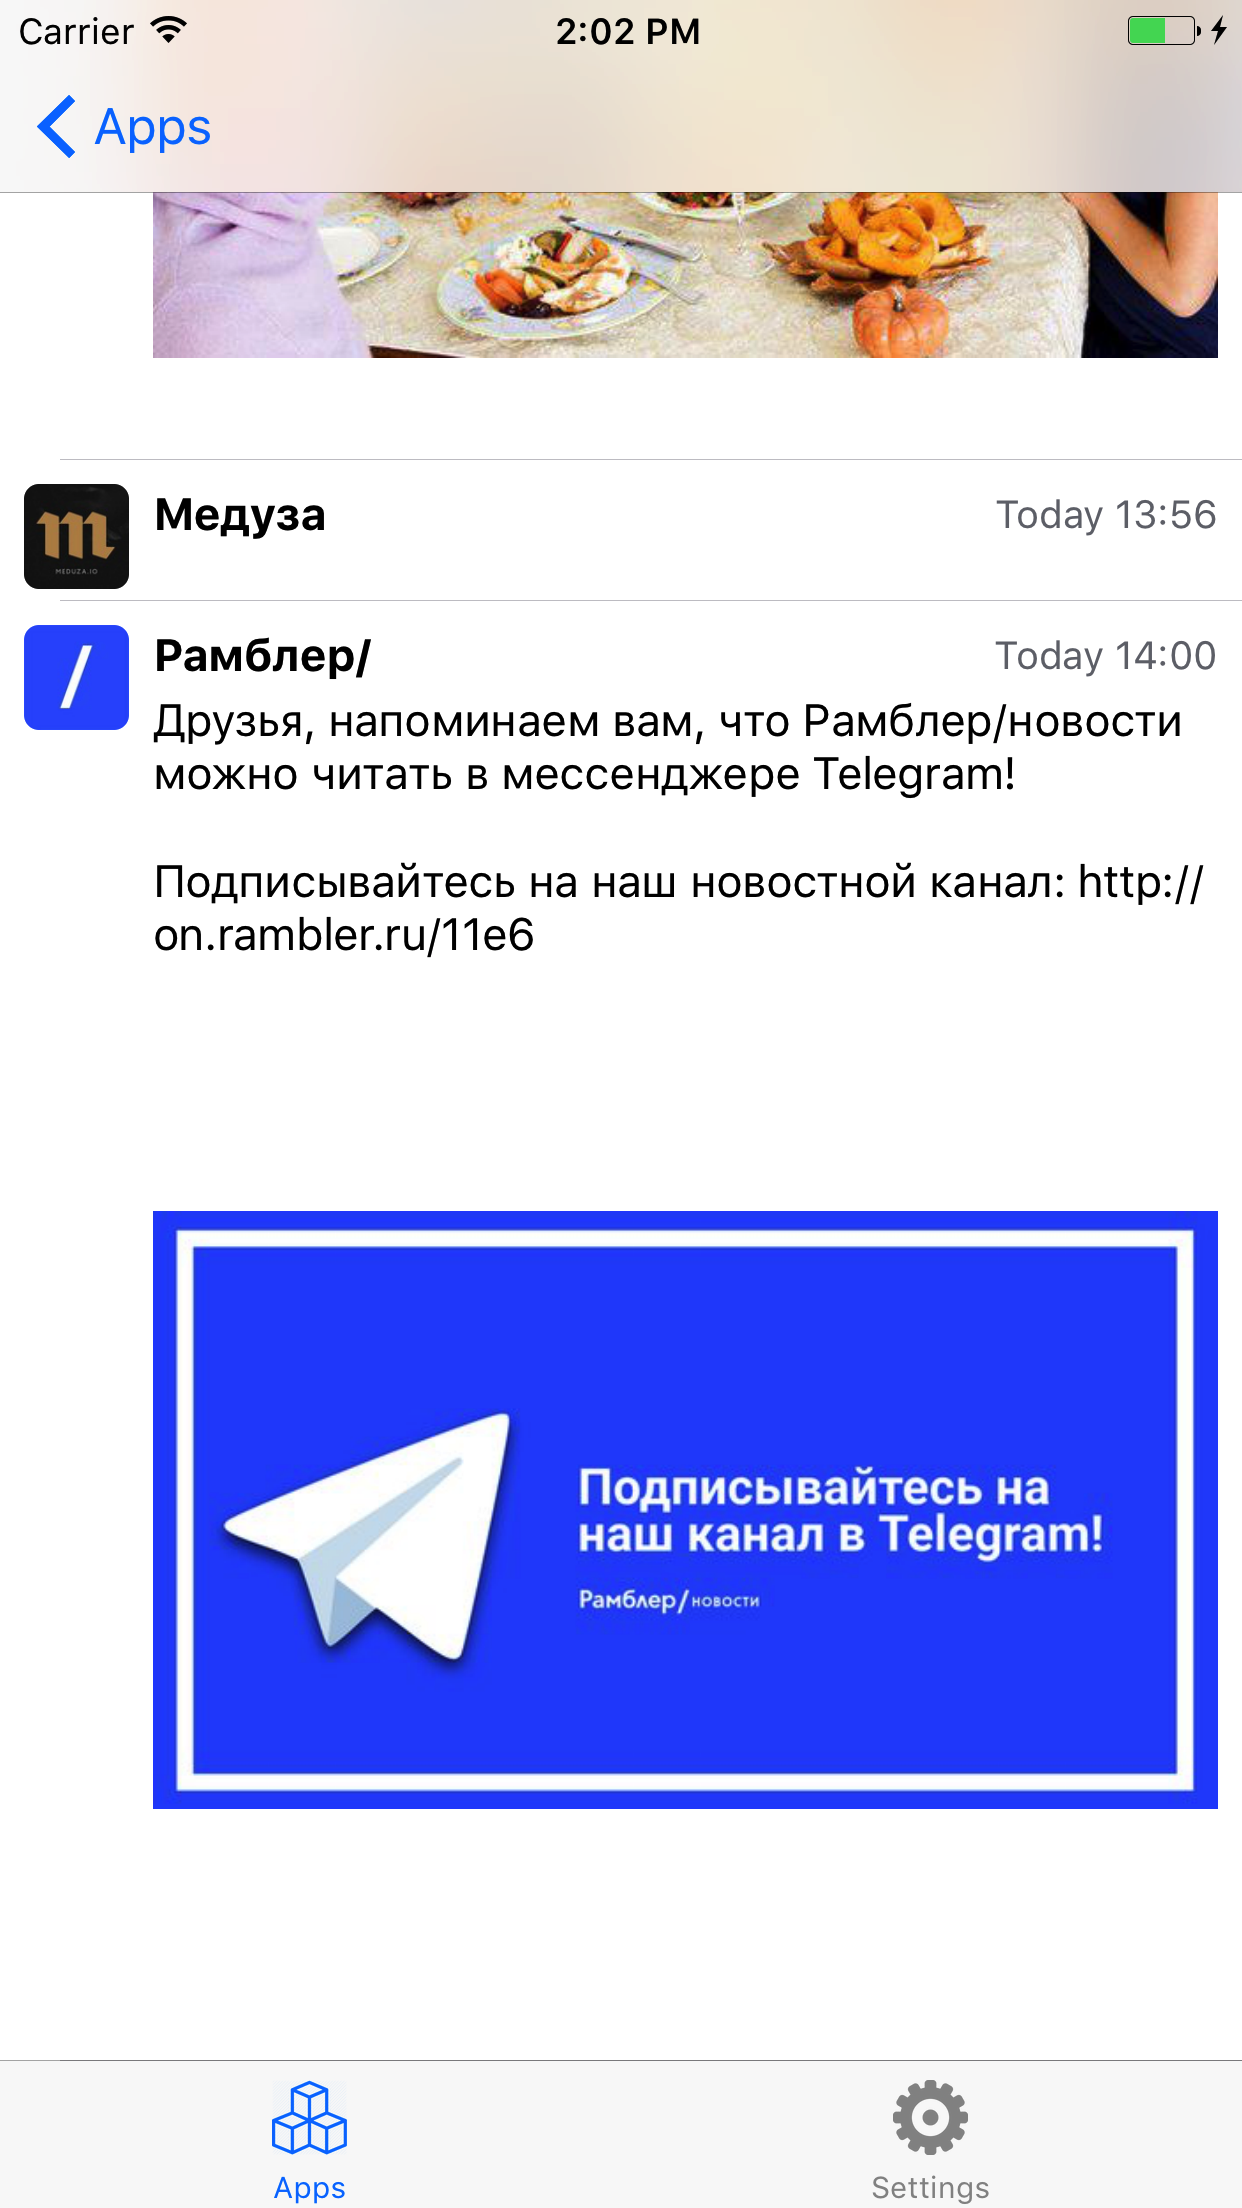 Carrier 2:02 PM
Apps
Медуза Today 13:56
MEDUZA.IO
Рамблер/ Today 14:00
Друзья, напоминаем вам, что Рамблер/новости
можно читать в мессенджере Telegram!
Подписывайтесь на наш новостной канал: http://
on.rambler.ru/11e6
Подписывайтесь на
наш канал в Telegram!
Рамблер/новости
Apps Settings